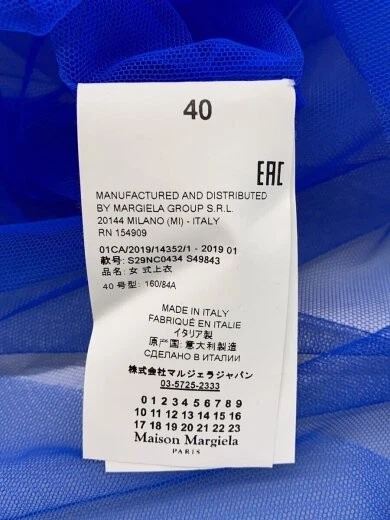 40
EAC
MANUFACTURED AND DISTRIBUTED
BY MARGIELA GROUP S.R.L.
20144 MILANO (MI) - ITALY
RN 154909
01CA/2019/14352/1 - 2019 01
款号: S29NC0434 S49843
品名: 女式上衣
40 号型: 160/84A
MADE IN ITALY
FABRIQUÉ EN ITALIE
イタリア製
原产国: 意大利制造
СДЕЛАНО В ИТАЛИИ
株式会社マルジェラジャパン
03-5725-2333
0 1 2 3 4 5 6 7 8 9
10 11 12 13 14 15 16
17 18 19 20 21 22 23
Maison Margiela
PARIS